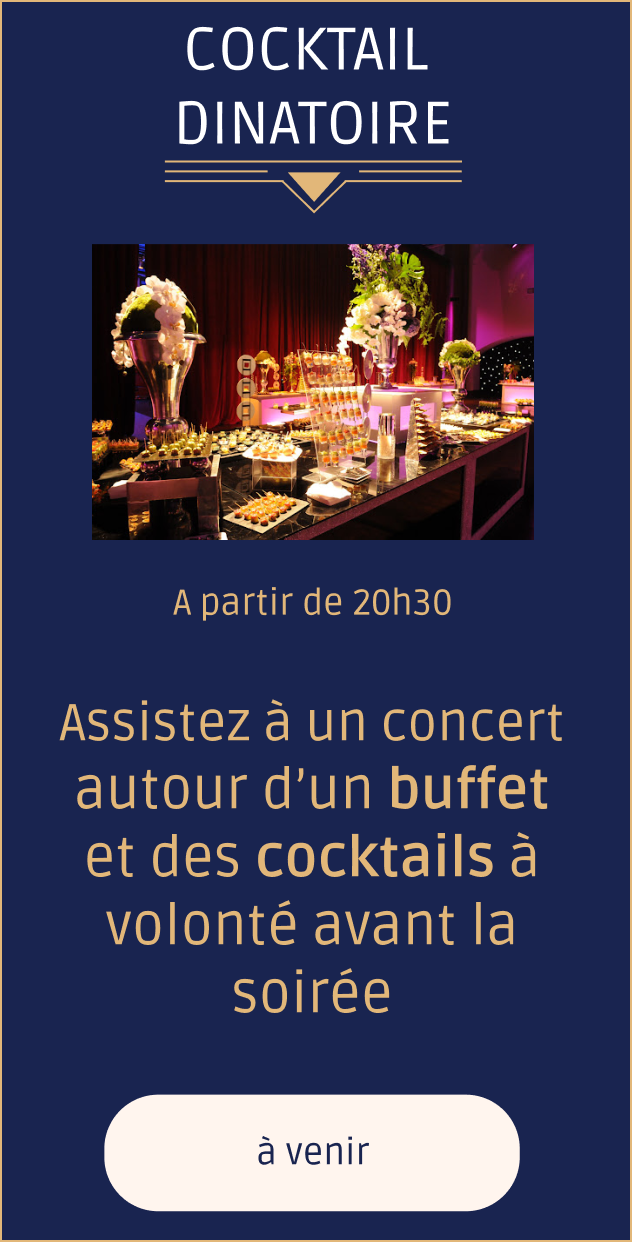 COCKTAIL
DINATOIRE
A partir de 20h30
Assistez à un concert
autour d’un buffet
et des cocktails à
volonté avant la
soirée
à venir